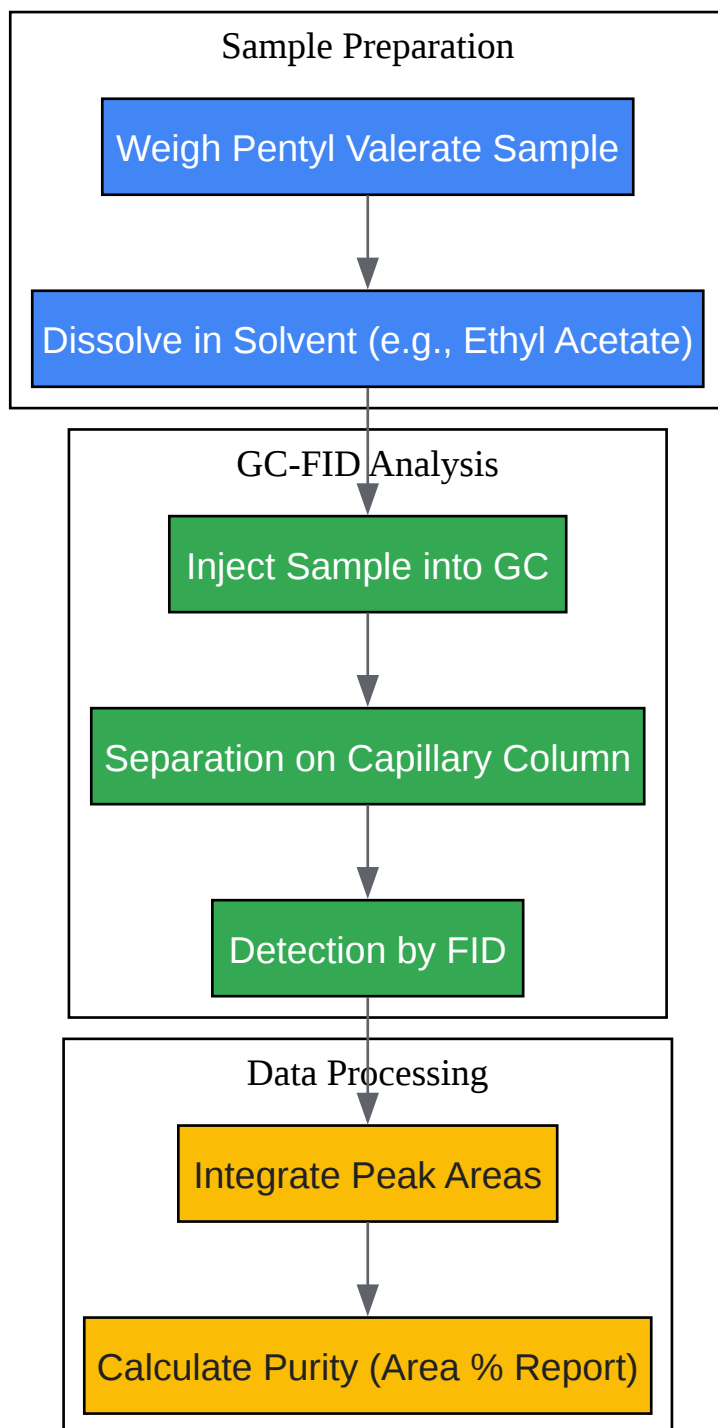 Sample Preparation
Weigh Pentyl Valerate Sample
Dissolve in Solvent (e.g., Ethyl Acetate)
GC-FID Analysis
Inject Sample into GC
Separation on Capillary Column
Detection by FID
Data Processing
Integrate Peak Areas
Calculate Purity (Area % Report)